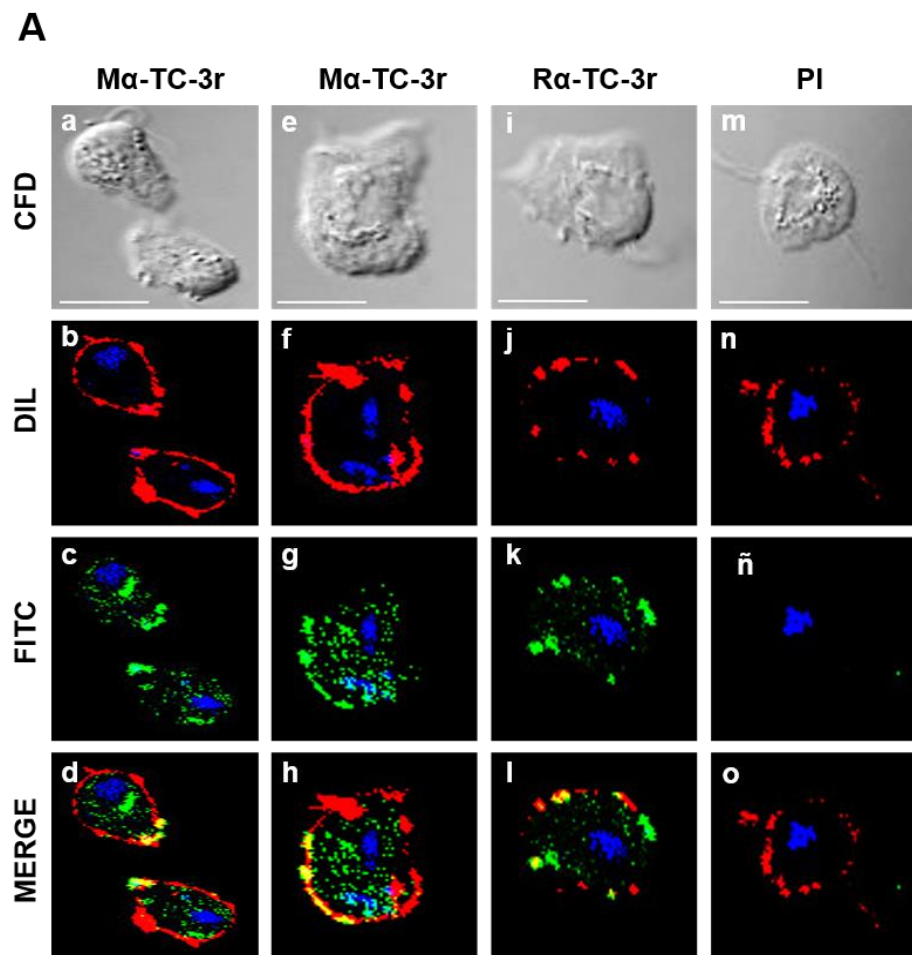 A
Mα-TC-3r Mα-TC-3r Rα-TC-3r PI
CFD
a e i m
DIL
b f j n
FITC
c g k ñ
MERGE
d h l o